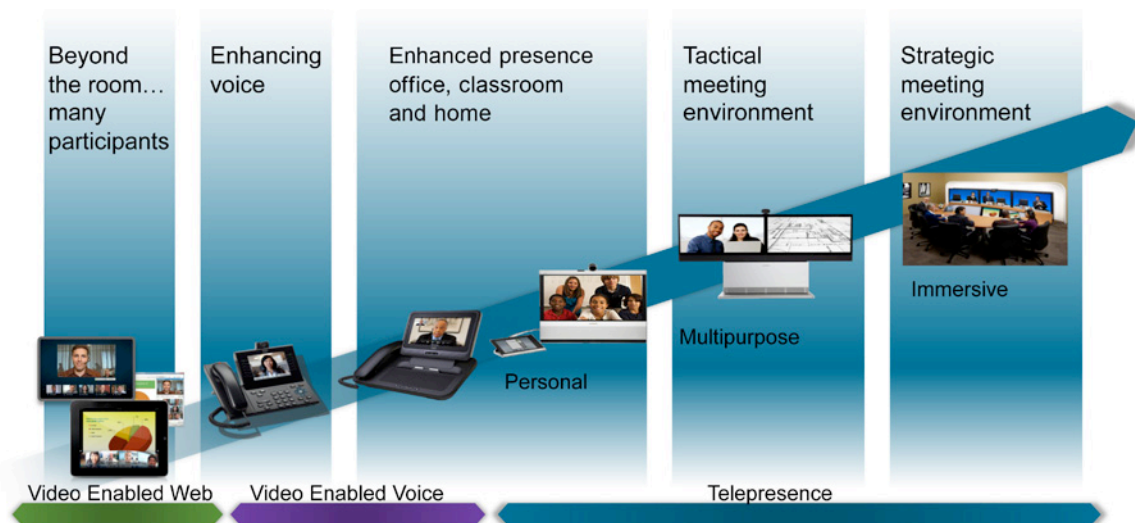 Beyond
the room…
many
participants
Enhancing
voice
Enhanced presence
office, classroom
and home
Tactical
meeting
environment
Strategic
meeting
environment
Personal
Multipurpose
Immersive
Video Enabled Web
Video Enabled Voice
Telepresence